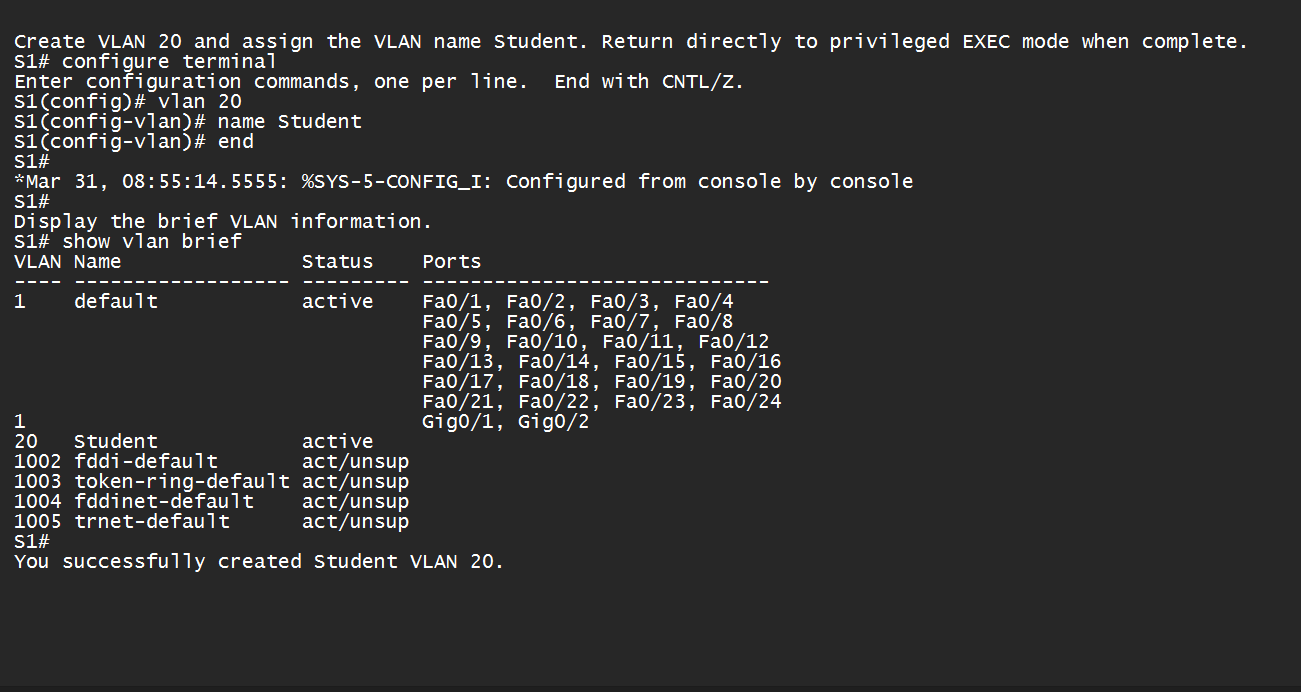 Create VLAN 20 and assign the VLAN name Student. Return directly to privileged EXEC mode when complete.
S1# configure terminal
Enter configuration commands, one per line.  End with CNTL/Z.
S1(config)# vlan 20
S1(config-vlan)# name Student
S1(config-vlan)# end
S1#
*Mar 31, 08:55:14.5555: %SYS-5-CONFIG_I: Configured from console by console
S1#
Display the brief VLAN information.
S1# show vlan brief
VLAN Name               Status    Ports
---- ------------------ --------- -----------------------------
1    default            active    Fa0/1, Fa0/2, Fa0/3, Fa0/4
                                  Fa0/5, Fa0/6, Fa0/7, Fa0/8
                                  Fa0/9, Fa0/10, Fa0/11, Fa0/12
                                  Fa0/13, Fa0/14, Fa0/15, Fa0/16
                                  Fa0/17, Fa0/18, Fa0/19, Fa0/20
                                  Fa0/21, Fa0/22, Fa0/23, Fa0/24
1                                 Gig0/1, Gig0/2
20   Student            active
1002 fddi-default       act/unsup
1003 token-ring-default act/unsup
1004 fddinet-default    act/unsup
1005 trnet-default      act/unsup
S1#
You successfully created Student VLAN 20.